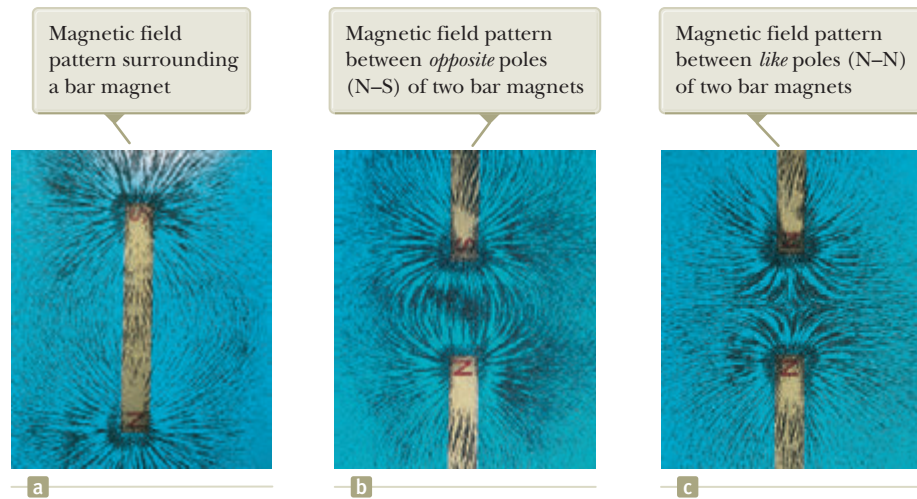 Magnetic field
pattern surrounding
a bar magnet
Magnetic field pattern
between opposite poles
(N–S) of two bar magnets
Magnetic field pattern
between like poles (N–N)
of two bar magnets
S
N
S
N
N
N
a
b
c